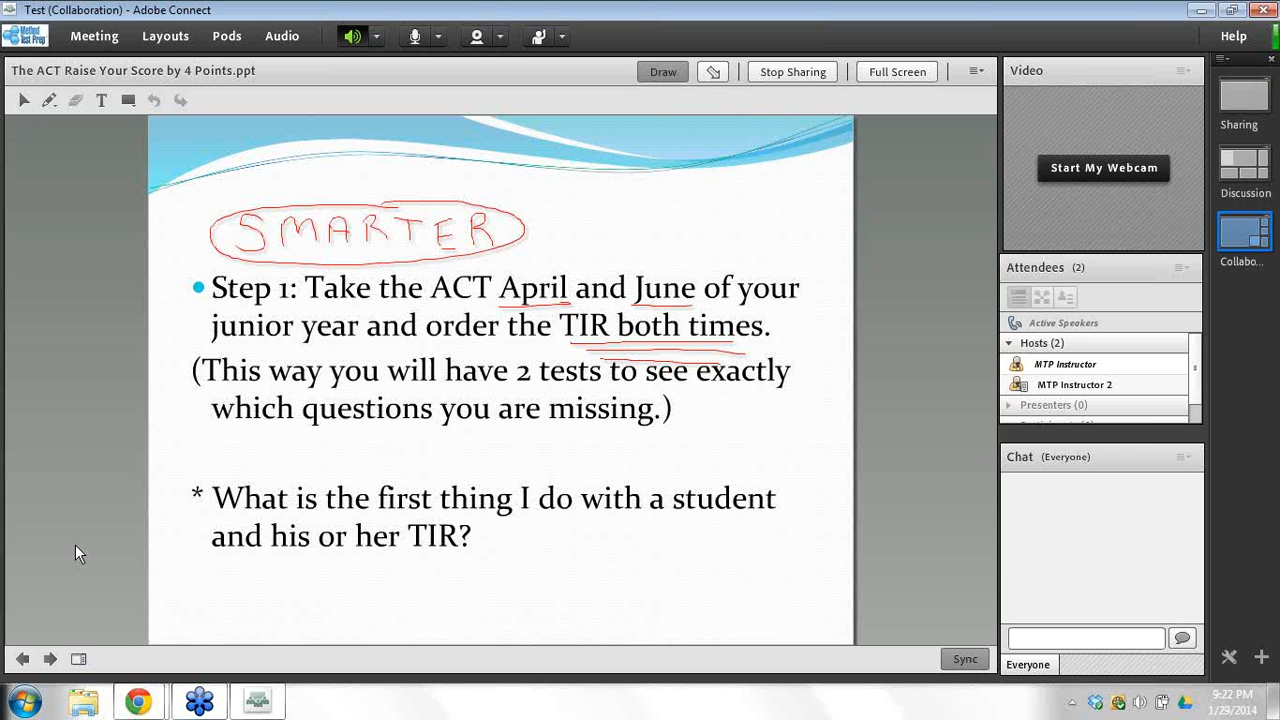 Test (Collaboration) - Adobe Connect
Method Test Prep
Meeting Layouts Pods Audio Help
The ACT Raise Your Score by 4 Points.ppt
Draw Stop Sharing Full Screen
T
SMARTER
• Step 1: Take the ACT April and June of your
junior year and order the TIR both times.
(This way you will have 2 tests to see exactly
which questions you are missing.)
* What is the first thing I do with a student
and his or her TIR?
Sync
Video
Start My Webcam
Attendees (2)
Active Speakers
Hosts (2)
MTP Instructor
MTP Instructor 2
Presenters (0)
Chat (Everyone)
Everyone
Sharing
Discussion
Collabo...
9:22 PM
1/29/2014